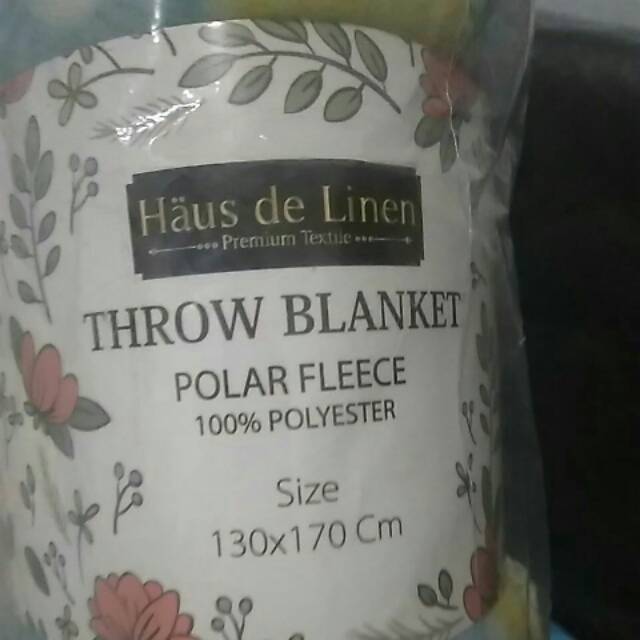 Häus de Linen
Premium Textile
THROW BLANKET
POLAR FLEECE
100% POLYESTER
Size
130x170 Cm